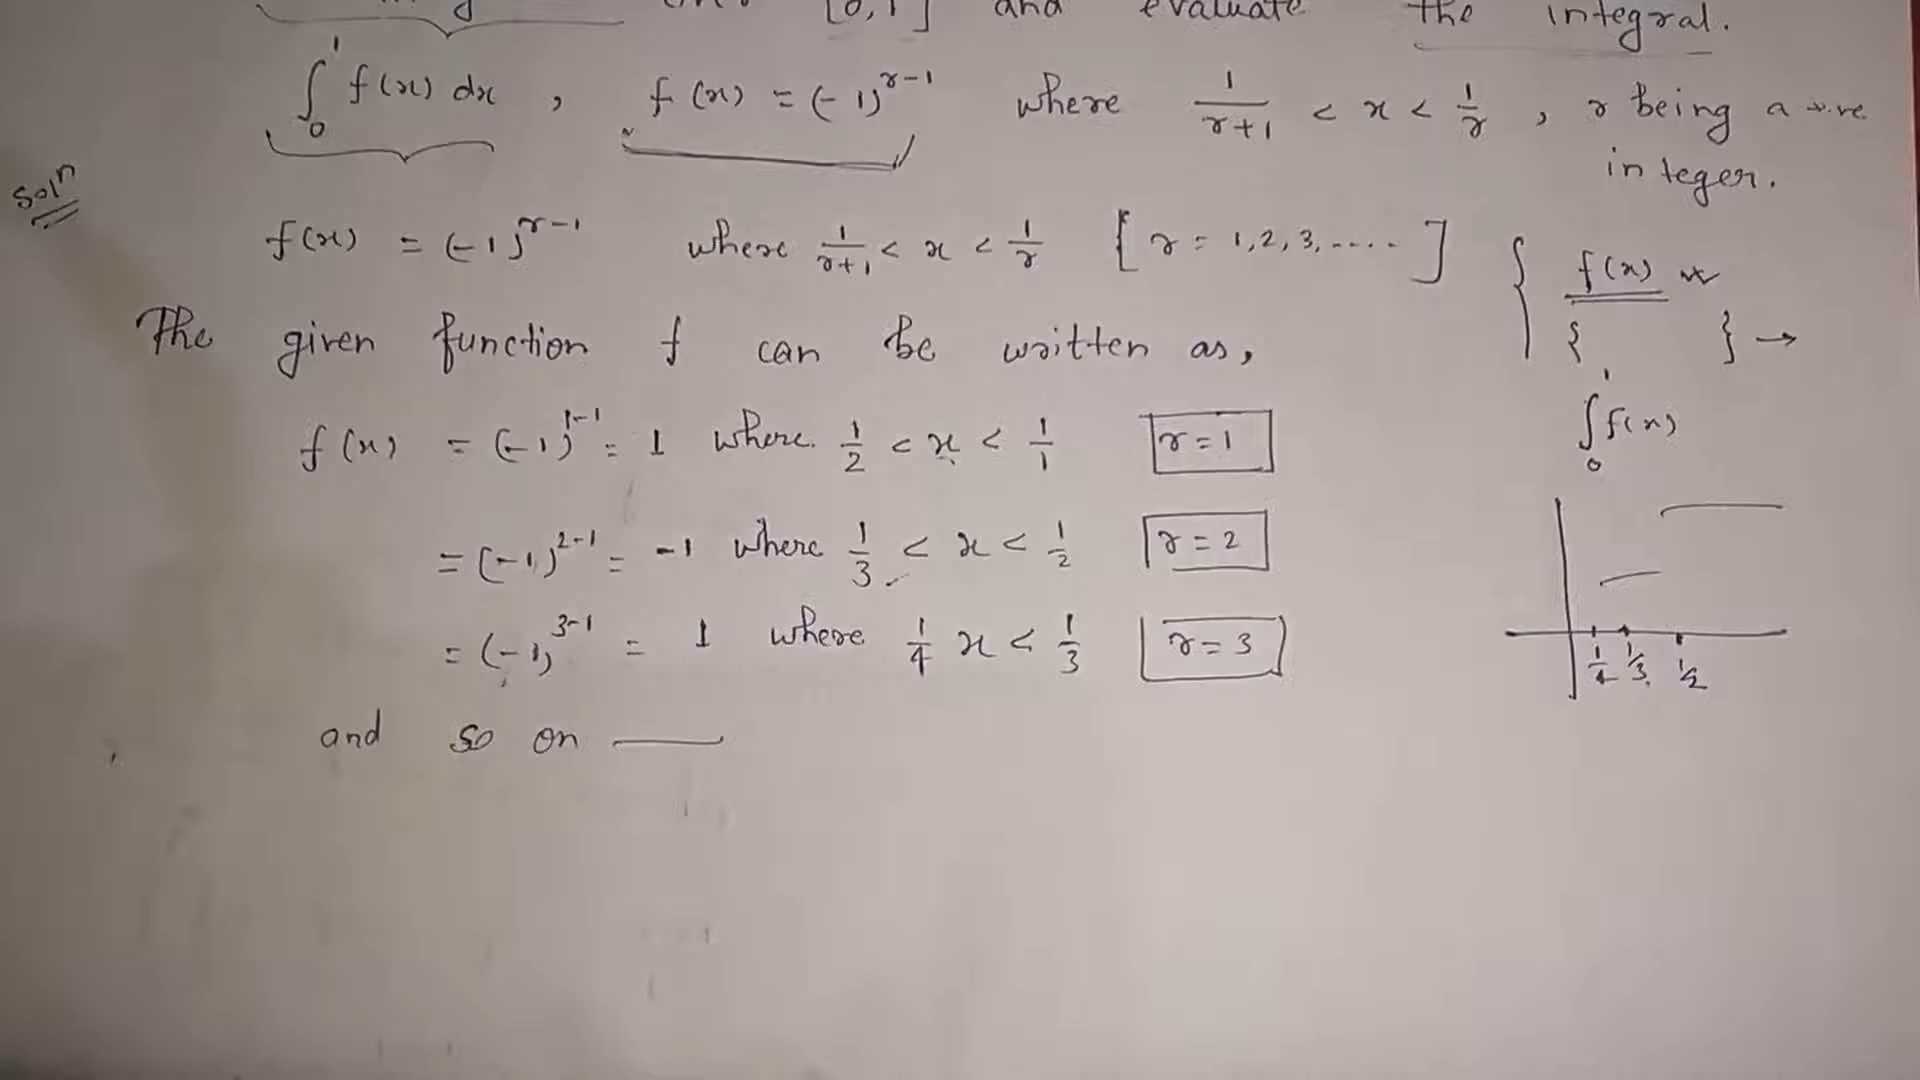 [0,1] and evaluate the integral.
∫₀¹ f(x) dx , f(x) = (-1)^{r-1} where 1/(r+1) < x < 1/r , r being a +ve
integer.
Solⁿ
f(x) = (-1)^{r-1} where 1/(r+1) < x < 1/r [r = 1,2,3,....]
f(x)
The given function f can be written as,
{ } →
∫₀¹ f(x)
f(x) = (-1)^{1-1} = 1 where 1/2 < x < 1/1 r=1
= (-1)^{2-1} = -1 where 1/3 < x < 1/2 r=2
= (-1)^{3-1} = 1 where 1/4 x < 1/3 r=3
1/4 1/3 1/2
and so on